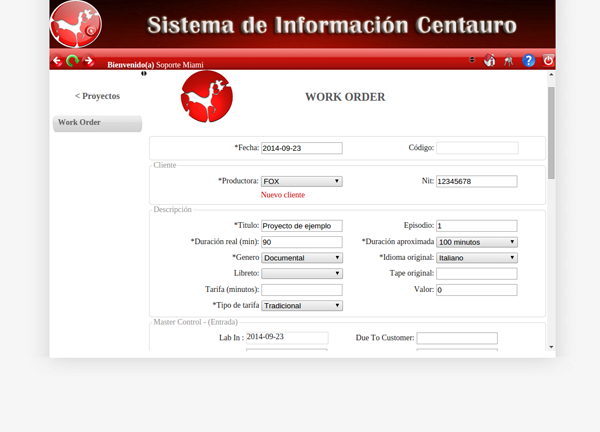 Sistema de Información Centauro
Bienvenido(a) Soporte Miami
< Proyectos
WORK ORDER
Work Order
*Fecha: 2014-09-23 Código:
Cliente
*Productora: FOX Nit: 12345678
Nuevo cliente
Descripción
*Titulo: Proyecto de ejemplo Episodio: 1
*Duración real (min): 90 *Duración aproximada 100 minutos
*Genero Documental *Idioma original: Italiano
Libreto: Tape original:
Tarifa (minutos): Valor: 0
*Tipo de tarifa Tradicional
Master Control - (Entrada)
Lab In : 2014-09-23 Due To Customer: